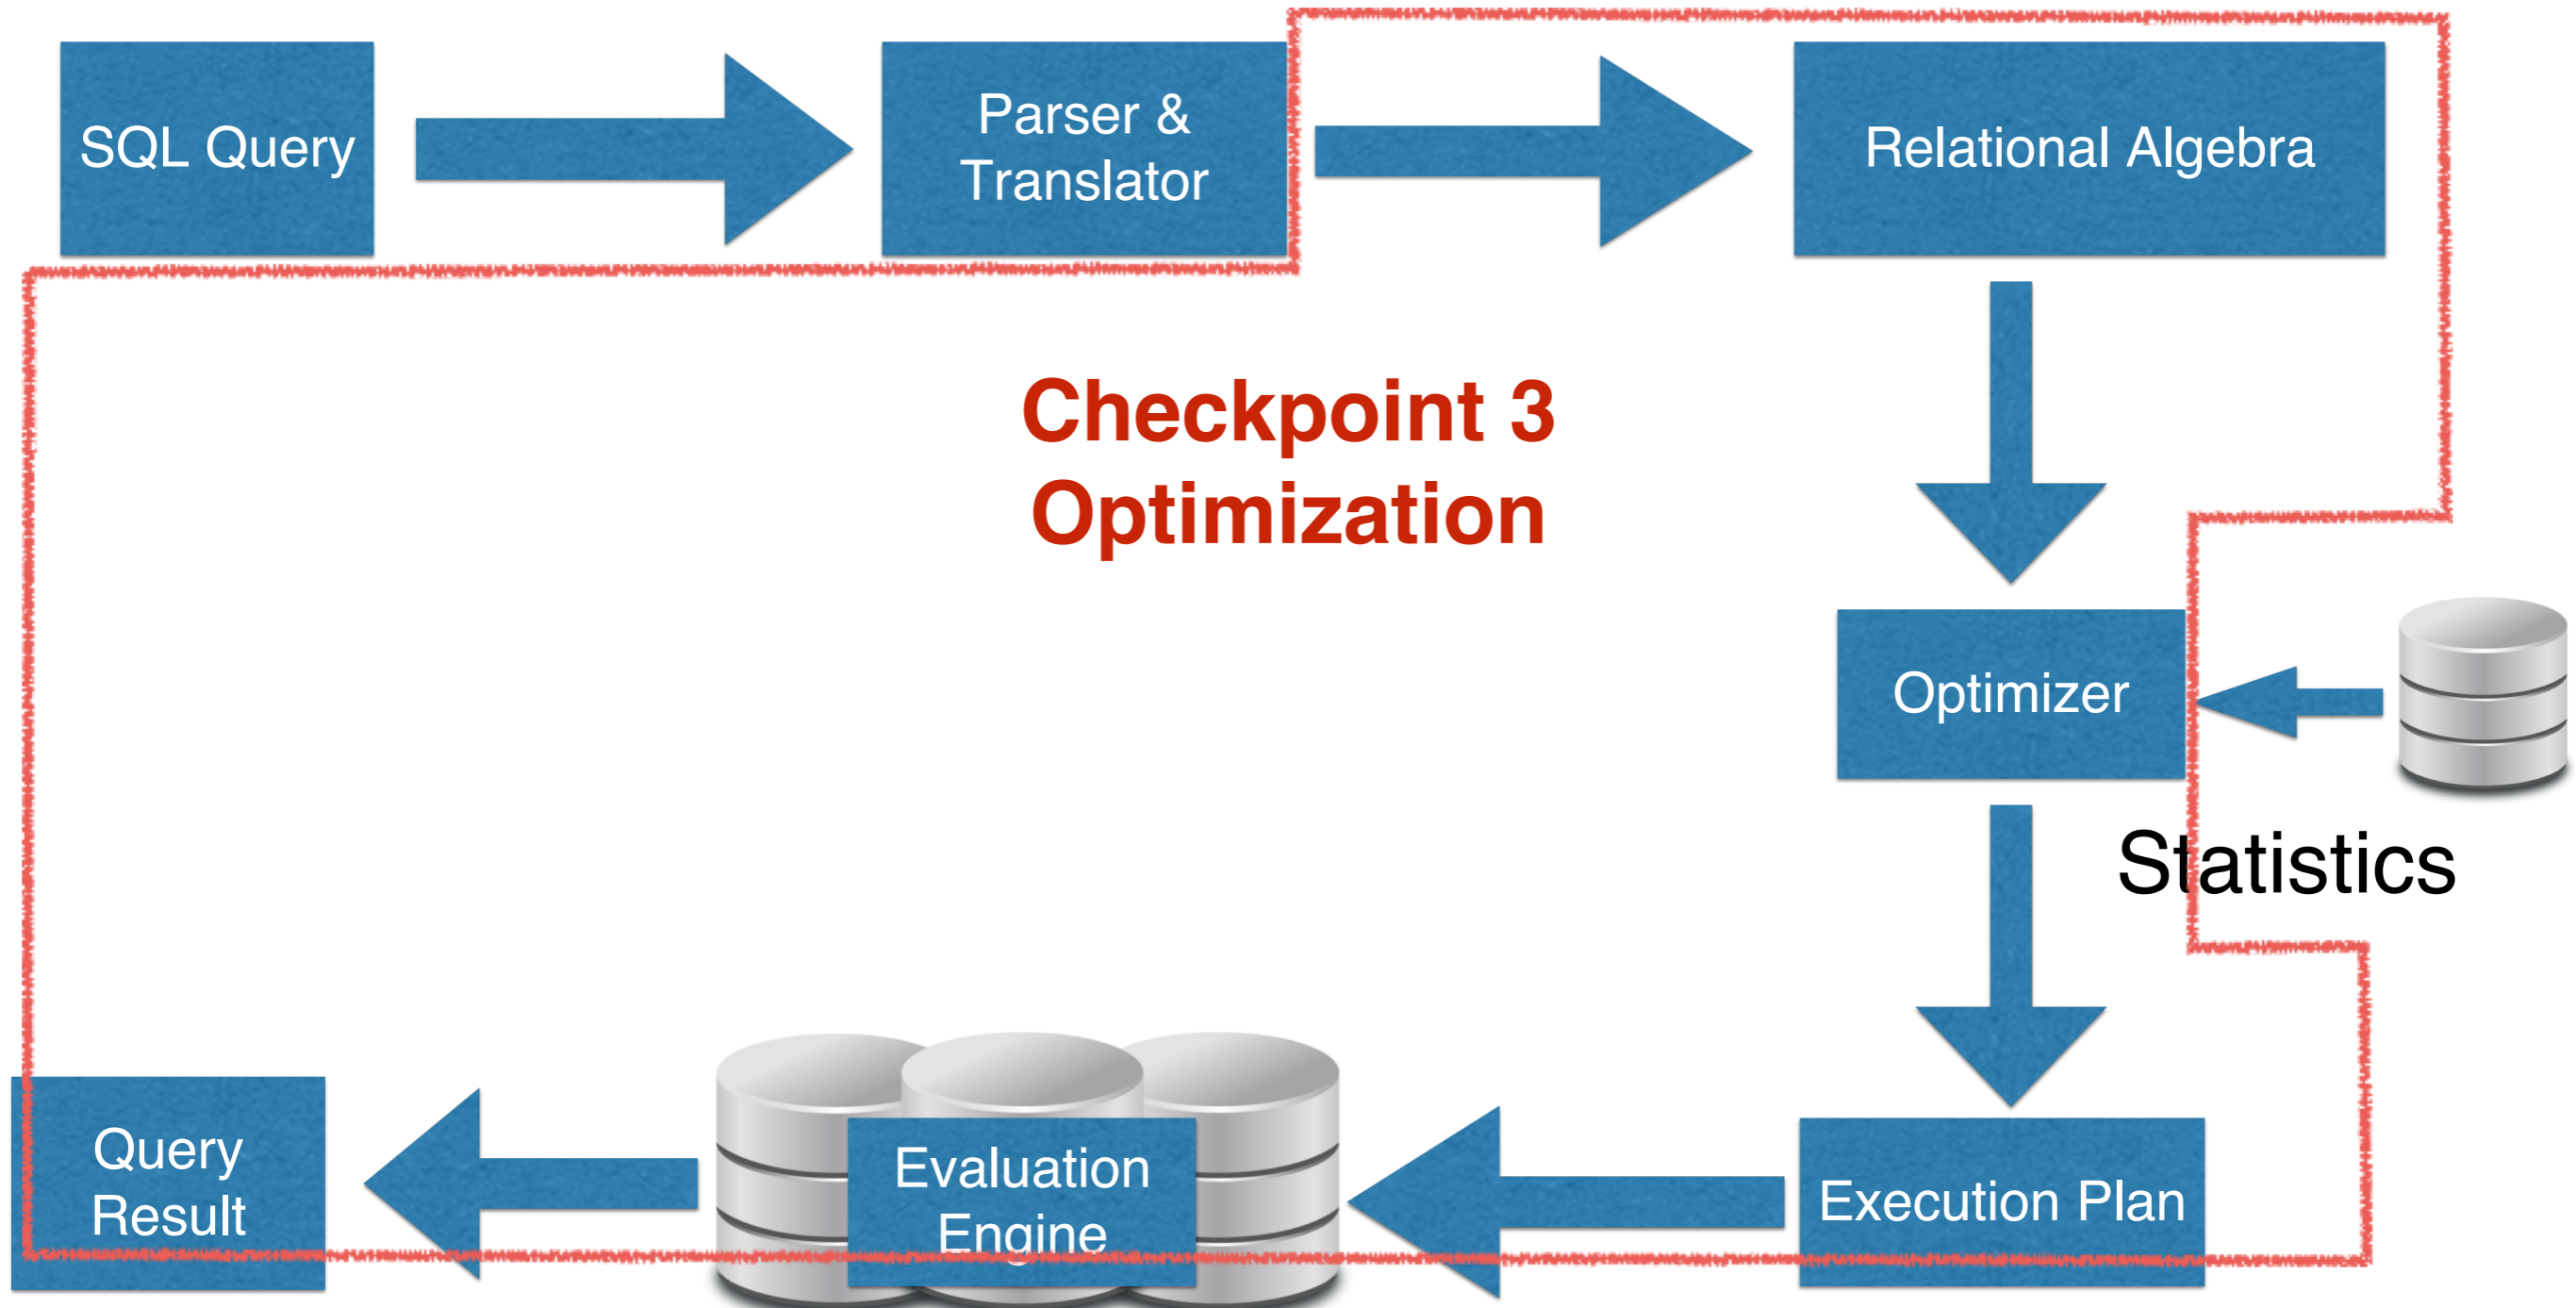 SQL Query
Parser &
Translator
Relational Algebra
Checkpoint 3
Optimization
Optimizer
Statistics
Query
Result
Evaluation
Engine
Execution Plan